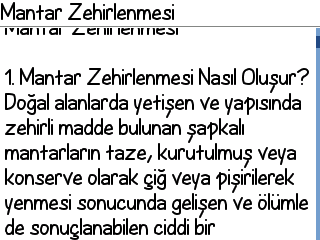 Mantar Zehirlenmesi
Mantar Zehirlenmesi
1. Mantar Zehirlenmesi Nasıl Oluşur?
Doğal alanlarda yetişen ve yapısında
zehirli madde bulunan şapkalı
mantarların taze, kurutulmuş veya
konserve olarak çiğ veya pişirilerek
yenmesi sonucunda gelişen ve ölümle
de sonuçlanabilen ciddi bir